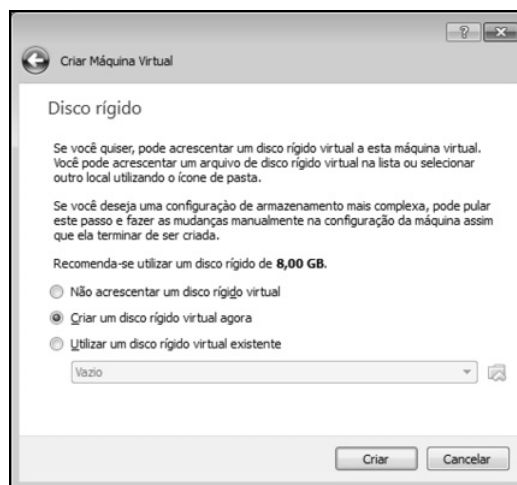 Criar Máquina Virtual
Disco rígido
Se você quiser, pode acrescentar um disco rígido virtual a esta máquina virtual.
Você pode acrescentar um arquivo de disco rígido virtual na lista ou selecionar
outro local utilizando o ícone de pasta.
Se você deseja uma configuração de armazenamento mais complexa, pode pular
este passo e fazer as mudanças manualmente na configuração da máquina assim
que ela terminar de ser criada.
Recomenda-se utilizar um disco rígido de 8,00 GB.
Não acrescentar um disco rígido virtual
Criar um disco rígido virtual agora
Utilizar um disco rígido virtual existente
Vazio
Criar Cancelar